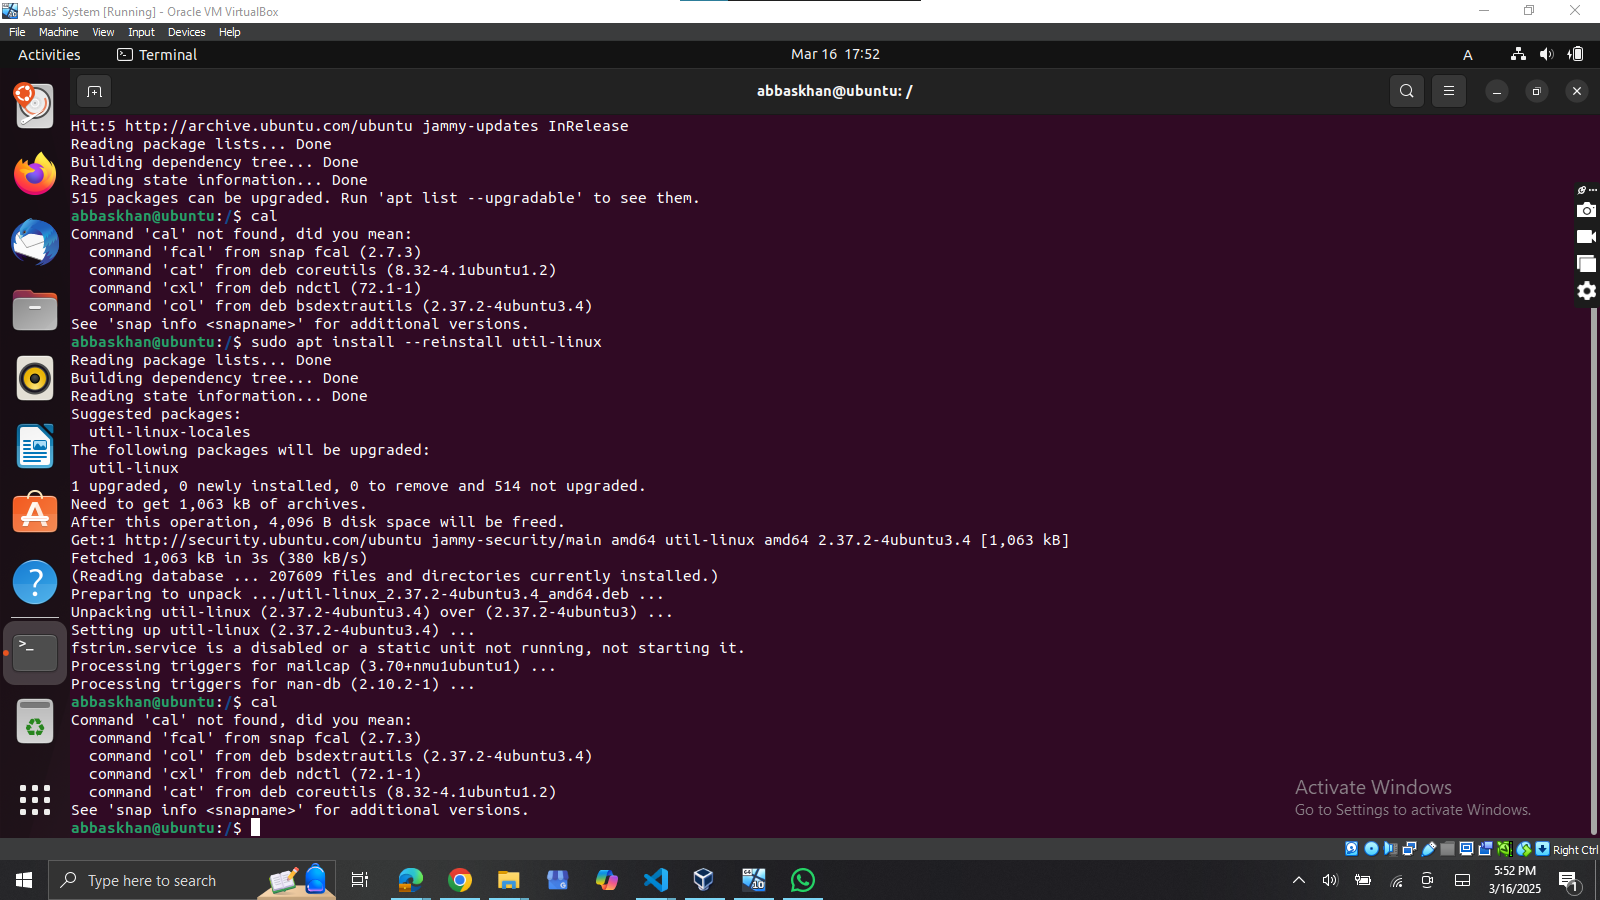 Abbas' System [Running] - Oracle VM VirtualBox
File Machine View Input Devices Help
Activities Terminal Mar 16 17:52 A
abbaskhan@ubuntu: /
Hit:5 http://archive.ubuntu.com/ubuntu jammy-updates InRelease
Reading package lists... Done
Building dependency tree... Done
Reading state information... Done
515 packages can be upgraded. Run 'apt list --upgradable' to see them.
abbaskhan@ubuntu:/$ cal
Command 'cal' not found, did you mean:
  command 'fcal' from snap fcal (2.7.3)
  command 'cat' from deb coreutils (8.32-4.1ubuntu1.2)
  command 'cxl' from deb ndctl (72.1-1)
  command 'col' from deb bsdextrautils (2.37.2-4ubuntu3.4)
See 'snap info <snapname>' for additional versions.
abbaskhan@ubuntu:/$ sudo apt install --reinstall util-linux
Reading package lists... Done
Building dependency tree... Done
Reading state information... Done
Suggested packages:
  util-linux-locales
The following packages will be upgraded:
  util-linux
1 upgraded, 0 newly installed, 0 to remove and 514 not upgraded.
Need to get 1,063 kB of archives.
After this operation, 4,096 B disk space will be freed.
Get:1 http://security.ubuntu.com/ubuntu jammy-security/main amd64 util-linux amd64 2.37.2-4ubuntu3.4 [1,063 kB]
Fetched 1,063 kB in 3s (380 kB/s)
(Reading database ... 207609 files and directories currently installed.)
Preparing to unpack .../util-linux_2.37.2-4ubuntu3.4_amd64.deb ...
Unpacking util-linux (2.37.2-4ubuntu3.4) over (2.37.2-4ubuntu3) ...
Setting up util-linux (2.37.2-4ubuntu3.4) ...
fstrim.service is a disabled or a static unit not running, not starting it.
Processing triggers for mailcap (3.70+nmu1ubuntu1) ...
Processing triggers for man-db (2.10.2-1) ...
abbaskhan@ubuntu:/$ cal
Command 'cal' not found, did you mean:
  command 'fcal' from snap fcal (2.7.3)
  command 'col' from deb bsdextrautils (2.37.2-4ubuntu3.4)
  command 'cxl' from deb ndctl (72.1-1)
  command 'cat' from deb coreutils (8.32-4.1ubuntu1.2)
See 'snap info <snapname>' for additional versions.
abbaskhan@ubuntu:/$
Activate Windows
Go to Settings to activate Windows.
Right Ctrl
Type here to search
5:52 PM
3/16/2025
1